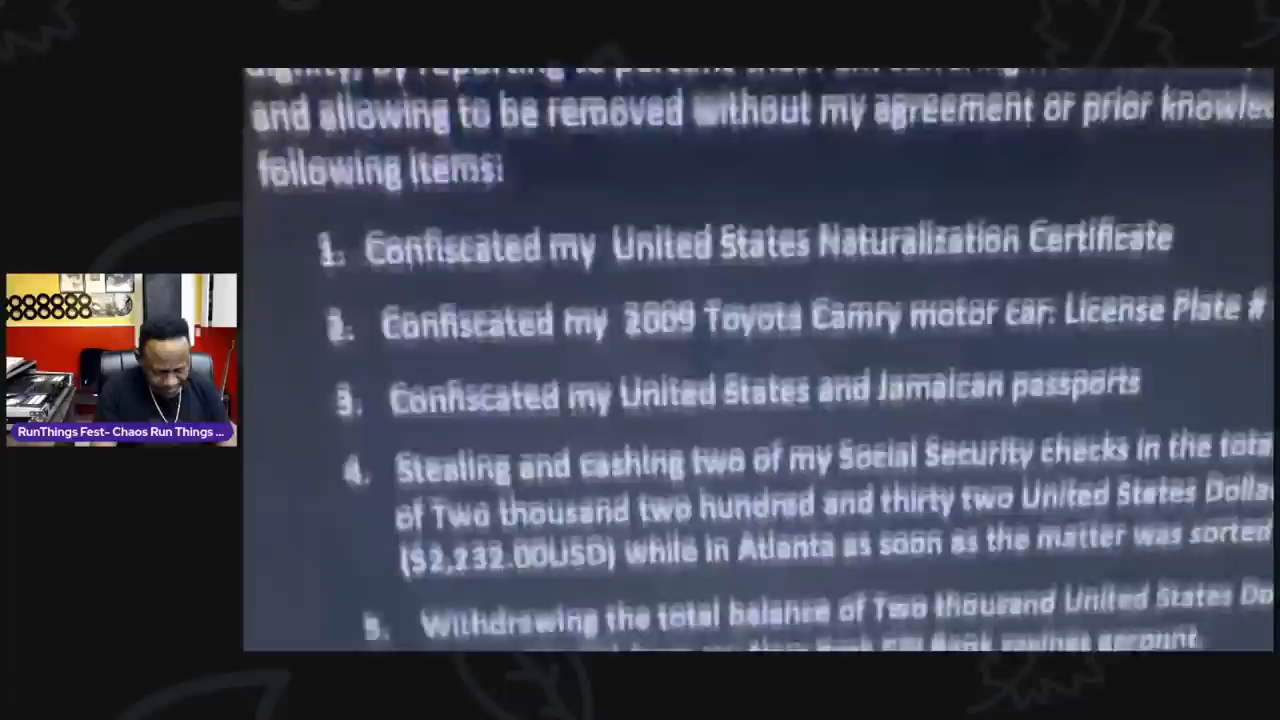 and allowing to be removed without my agreement or prior
following items:
1. Confiscated my United States Naturalization Certificate
2. Confiscated my 2009 Toyota Camry motor car: License Plate #
3. Confiscated my United States and Jamaican passports
4. Stealing and cashing two of my Social Security checks in the
of Two thousand two hundred and thirty two United States
($2,232.00USD) while in Atlanta as soon as the matter was sorted
5. Withdrawing the total balance of Two thousand United States
savings account.
RunThings Fest- Chaos Run Things ...